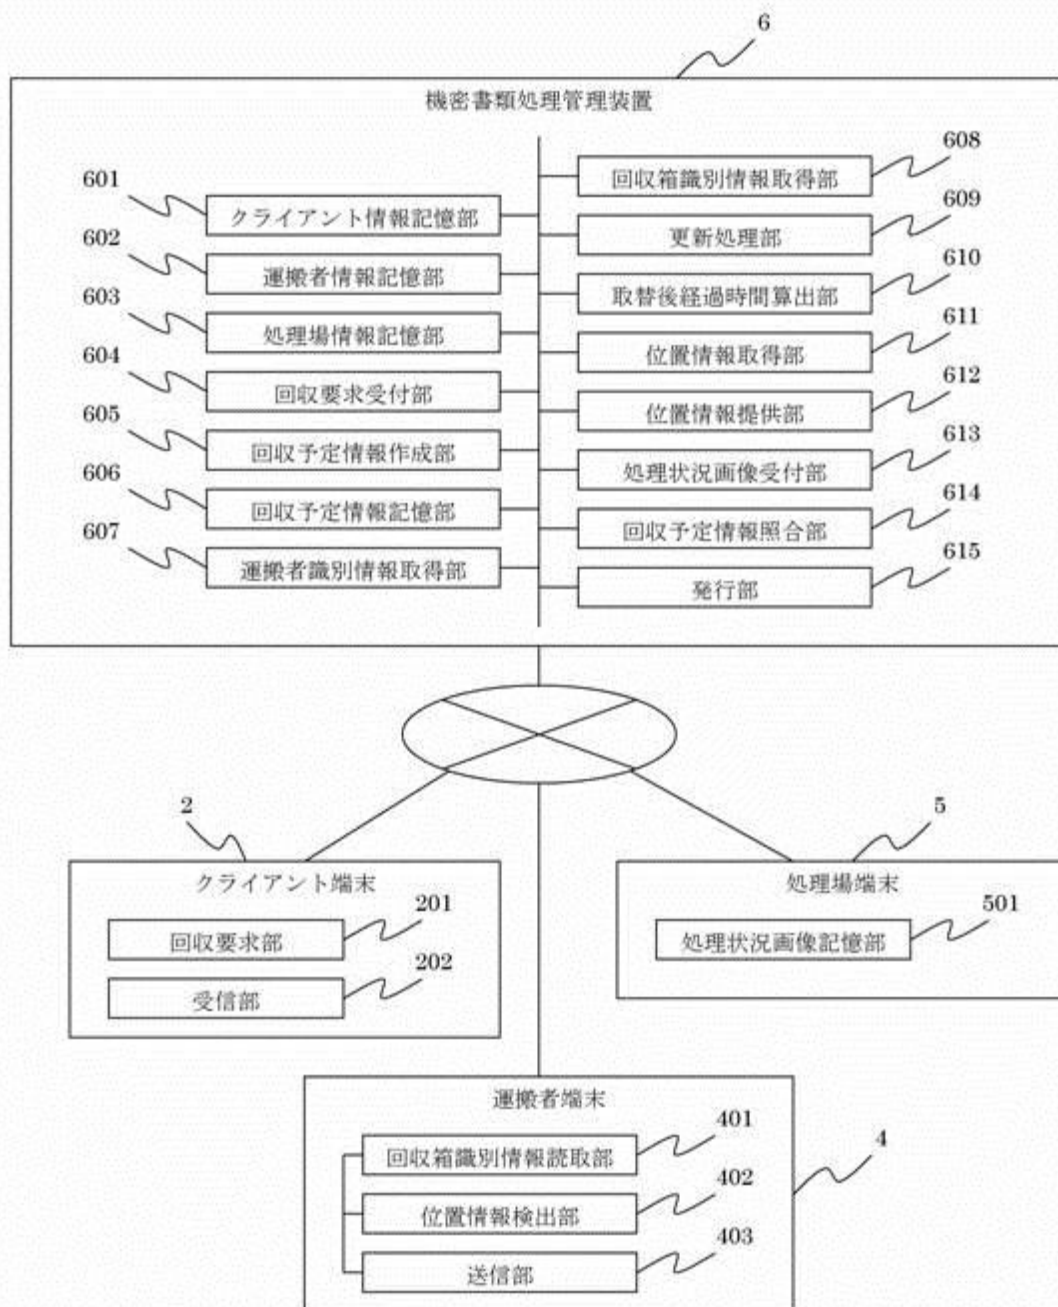 6
機密書類処理管理装置
601
クライアント情報記憶部
602
運搬者情報記憶部
603
処理場情報記憶部
604
回収要求受付部
605
回収予定情報作成部
606
回収予定情報記憶部
607
運搬者識別情報取得部
608
回収箱識別情報取得部
609
更新処理部
610
取替後経過時間算出部
611
位置情報取得部
612
位置情報提供部
613
処理状況画像受付部
614
回収予定情報照合部
615
発行部
2
クライアント端末
201
回収要求部
202
受信部
5
処理場端末
501
処理状況画像記憶部
運搬者端末
4
401
回収箱識別情報読取部
402
位置情報検出部
403
送信部